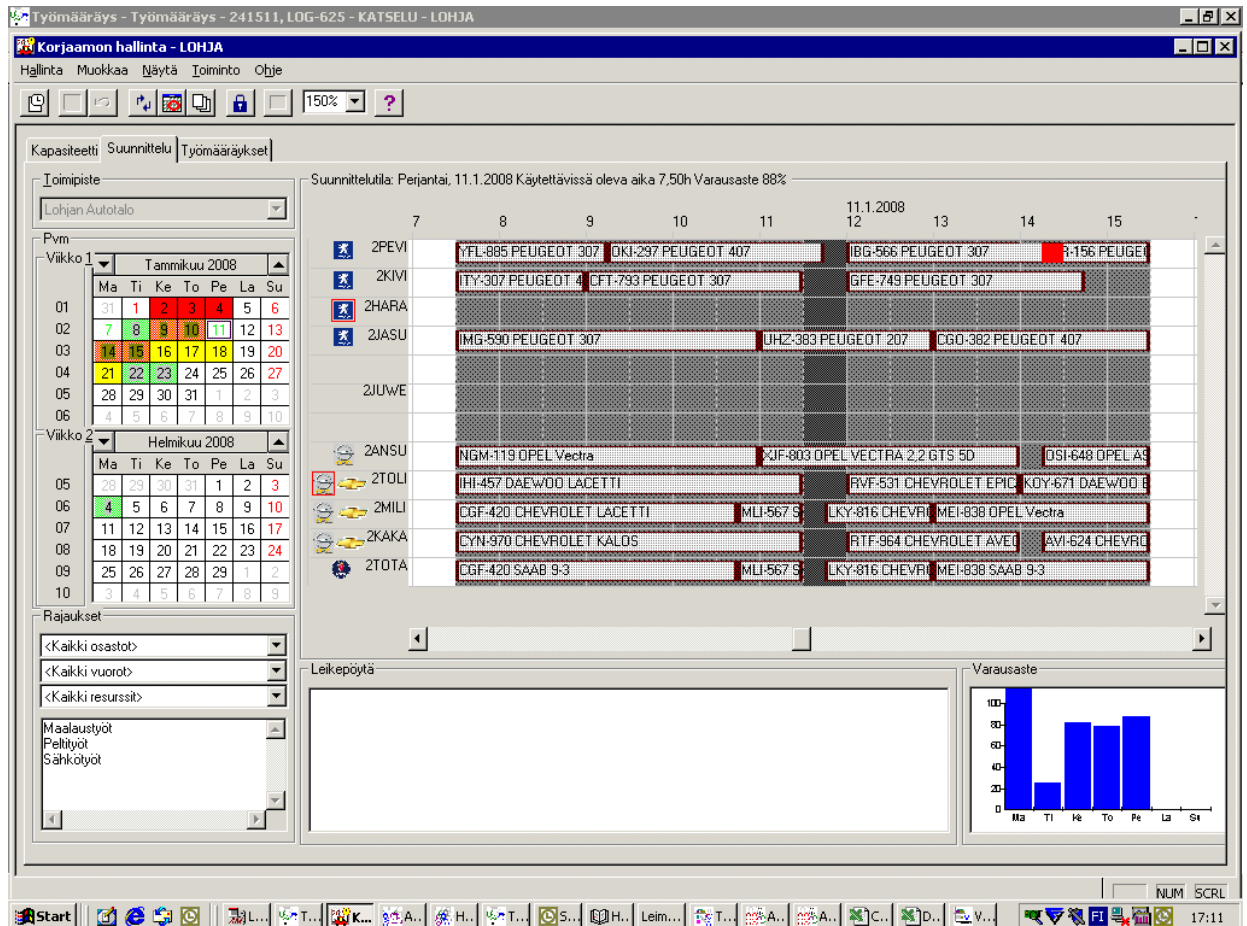 Työmääräys - Työmääräys - 241511, LOG-625 - KATSELU - LOHJA
Korjaamon hallinta - LOHJA
Hallinta Muokkaa Näytä Toiminto Ohje
150% ?
Kapasiteetti Suunnittelu Työmääräykset
Toimipiste
Lohjan Autotalo
Pvm
Viikko 1
Tammikuu 2008
Ma Ti Ke To Pe La Su
01 31 1 2 3 4 5 6
02 7 8 9 10 11 12 13
03 14 15 16 17 18 19 20
04 21 22 23 24 25 26 27
05 28 29 30 31 1 2 3
06 4 5 6 7 8 9 10
Viikko 2
Helmikuu 2008
Ma Ti Ke To Pe La Su
05 28 29 30 31 1 2 3
06 4 5 6 7 8 9 10
07 11 12 13 14 15 16 17
08 18 19 20 21 22 23 24
09 25 26 27 28 29 1 2
10 3 4 5 6 7 8 9
Rajaukset
<Kaikki osastot>
<Kaikki vuorot>
<Kaikki resurssit>
Maalaustyöt
Peltityöt
Sähkötyöt
Suunnittelutila: Perjantai, 11.1.2008 Käytettävissä oleva aika 7,50h Varausaste 88%
11.1.2008
7 8 9 10 11 12 13 14 15
2PEVI YFL-885 PEUGEOT 307 OKI-297 PEUGEOT 407 IBG-566 PEUGEOT 307 R-156 PEUGE
2KIVI ITY-307 PEUGEOT 4 CFT-793 PEUGEOT 307 GFE-749 PEUGEOT 307
2HARA
2JASU IMG-590 PEUGEOT 307 UHZ-383 PEUGEOT 207 CGO-382 PEUGEOT 407
2JUWE
2ANSU NGM-119 OPEL Vectra XJF-803 OPEL VECTRA 2,2 GTS 5D OSI-648 OPEL AS
2TOLI IHI-457 DAEWOO LACETTI RVF-531 CHEVROLET EPIC KOY-671 DAEWOO
2MILI CGF-420 CHEVROLET LACETTI MLI-567 S LKY-816 CHEVR MEI-838 OPEL Vectra
2KAKA CYN-970 CHEVROLET KALOS RTF-964 CHEVROLET AVEO AVI-624 CHEVRO
2TOTA CGF-420 SAAB 9-3 MLI-567 S LKY-816 CHEVR MEI-838 SAAB 9-3
Leikepöytä
Varausaste
100
80
60
40
20
0
Ma Ti Ke To Pe La Su
NUM SCRL
Start L... T... K... A... H... T... S... H... Leim... T... A... A... C... D... V... FI 17:11